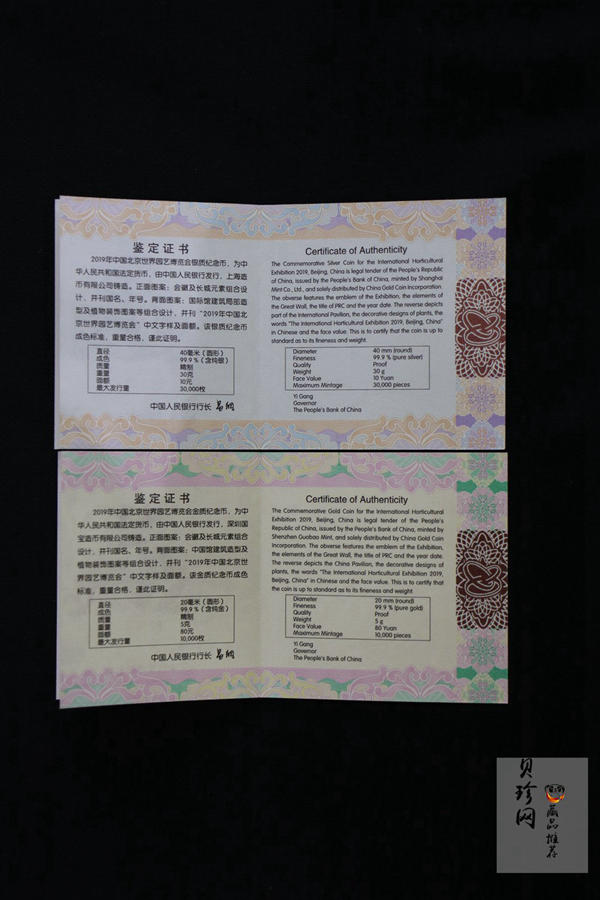 鉴定证书
2019年中国北京世界园艺博览会银质纪念币，为中
华人民共和国法定货币，由中国人民银行发行，上海造
币有限公司铸造。正面图案：会徽及长城元素组合设
计，并刊国名、年号。背面图案：国际馆建筑局部造
型及植物装饰图案等组合设计，并刊“2019年中国北
京世界园艺博览会”中文字样及面额。该银质纪念币
成色标准，重量合格，谨此证明。
直径 40毫米（圆形）
成色 99.9％（含纯银）
质量 精制
重量 30克
面额 10元
最大发行量 30,000枚
中国人民银行行长 易纲
Certificate of Authenticity
The Commemorative Silver Coin for the International Horticultural
Exhibition 2019, Beijing, China is legal tender of the People's Republic
of China, issued by the People's Bank of China, minted by Shanghai
Mint Co., Ltd., and solely distributed by China Gold Coin Incorporation.
The obverse features the emblem of the Exhibition, the elements of
the Great Wall, the title of PRC and the year date. The reverse depicts
part of the International Pavilion, the decorative designs of plants, the
words "The International Horticultural Exhibition 2019, Beijing, China"
in Chinese and the face value. This is to certify that the coin is up to
standard as to its fineness and weight.
Diameter 40 mm (round)
Fineness 99.9 % (pure silver)
Quality Proof
Weight 30 g
Face Value 10 Yuan
Maximum Mintage 30,000 pieces
Yi Gang
Governor
The People's Bank of China
鉴定证书
2019年中国北京世界园艺博览会金质纪念币，为中
华人民共和国法定货币，由中国人民银行发行，深圳国
宝造币有限公司铸造。正面图案：会徽及长城元素组合
设计，并刊国名、年号。背面图案：中国馆建筑造型及
植物装饰图案等组合设计，并刊“2019年中国北京世
界园艺博览会”中文字样及面额。该金质纪念币成色
标准，重量合格，谨此证明。
直径 20毫米（圆形）
成色 99.9％（含纯金）
质量 精制
重量 5克
面额 80元
最大发行量 10,000枚
中国人民银行行长 易纲
Certificate of Authenticity
The Commemorative Gold Coin for the International Horticultural
Exhibition 2019, Beijing, China is legal tender of the People's
Republic of China, issued by the People's Bank of China, minted by
Shenzhen Guobao Mint, and solely distributed by China Gold Coin
Incorporation. The obverse features the emblem of the Exhibition,
the elements of the Great Wall, the title of PRC and the year date.
The reverse depicts the China Pavilion, the decorative designs of
plants, the words "The International Horticultural Exhibition 2019,
Beijing, China" in Chinese and the face value. This is to certify that
the coin is up to standard as to its fineness and weight.
Diameter 20 mm (round)
Fineness 99.9 % (pure gold)
Quality Proof
Weight 5 g
Face Value 80 Yuan
Maximum Mintage 10,000 pieces
Yi Gang
Governor
The People's Bank of China
贝珍网
藏品推荐